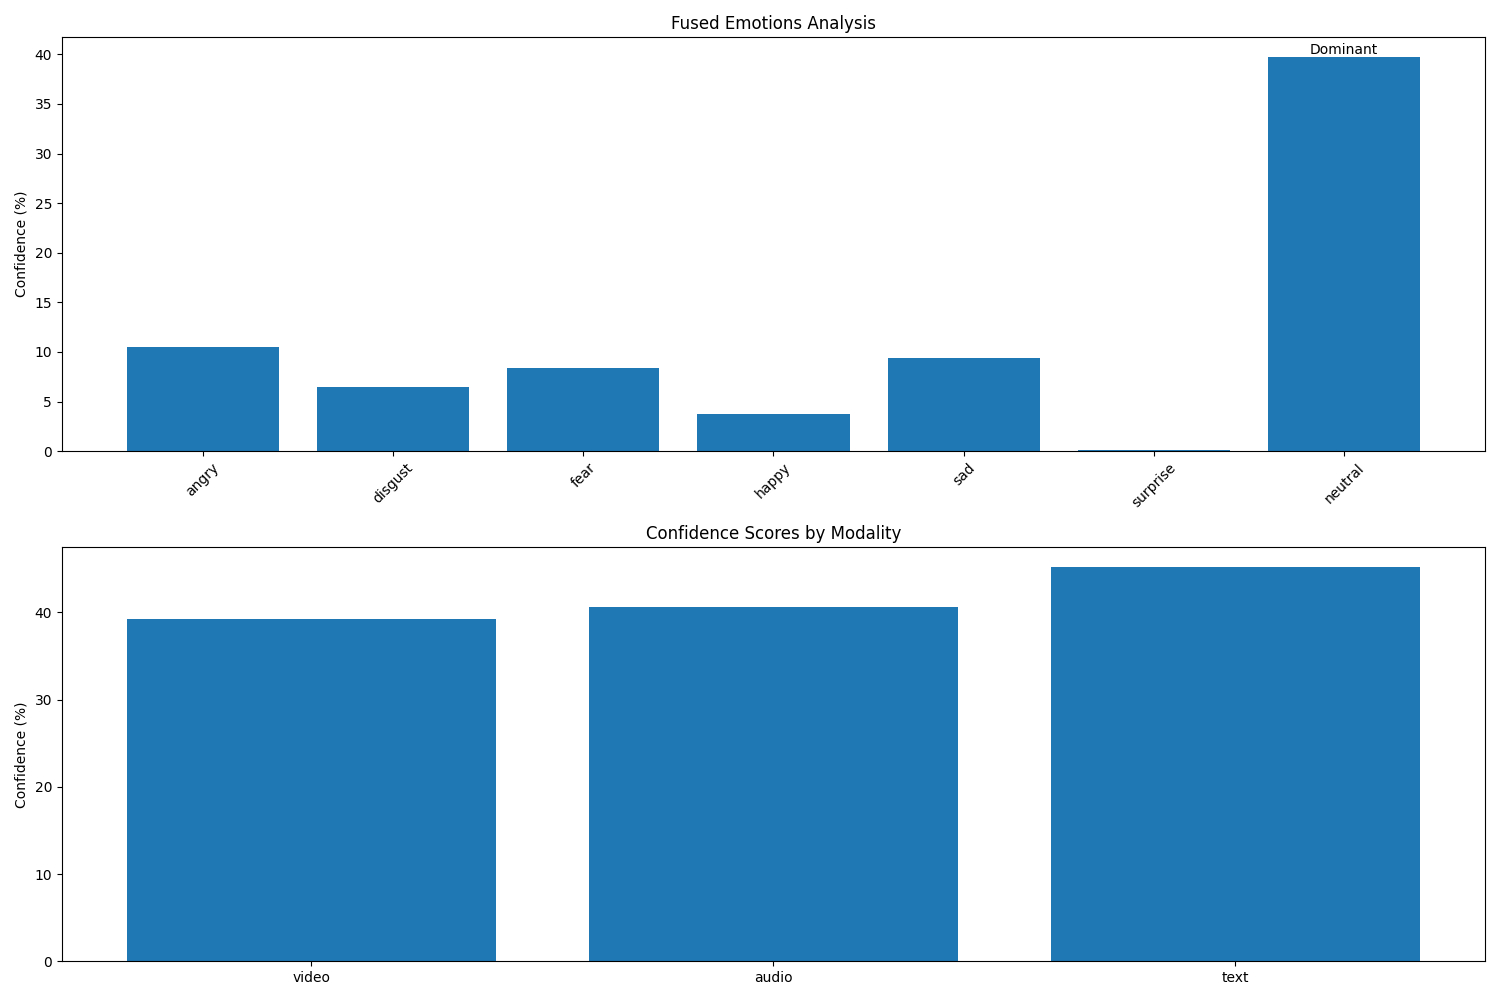 Fused Emotions Analysis
Dominant
Confidence (%)
40
35
30
25
20
15
10
5
0
angry
disgust
fear
happy
sad
surprise
neutral
Confidence Scores by Modality
Confidence (%)
40
30
20
10
0
video
audio
text